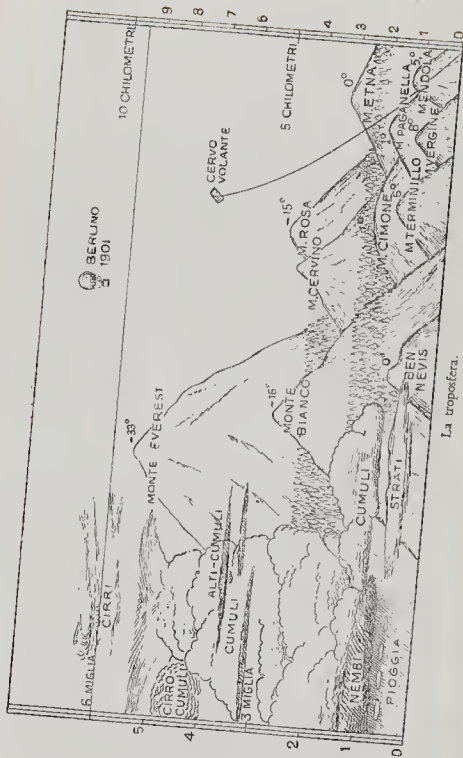 BERLINO
1901
6 MIGLIA
10 CHILOMETRI
CIRRI
-33°
MONTE EVEREST
CIRRO
CUMULI
ALTI-CUMULI
CUMULI
3 MIGLIA
CERVO
VOLANTE
5 CHILOMETRI
-15°
M. ROSA
M. CERVINO
-16°
MONTE
BIANCO
0°
M. ETNA
1°
M. PAGANELLA
5°
MENDOLA
8°
M. VERGINE
M. CIMONE
5°
M. TERMINILLO
0°
BEN
NEVIS
CUMULI
STRATI
NEMBI
PIOGGIA
5
4
3
2
1
0
9
8
7
6
5
4
3
2
1
0
La troposfera.